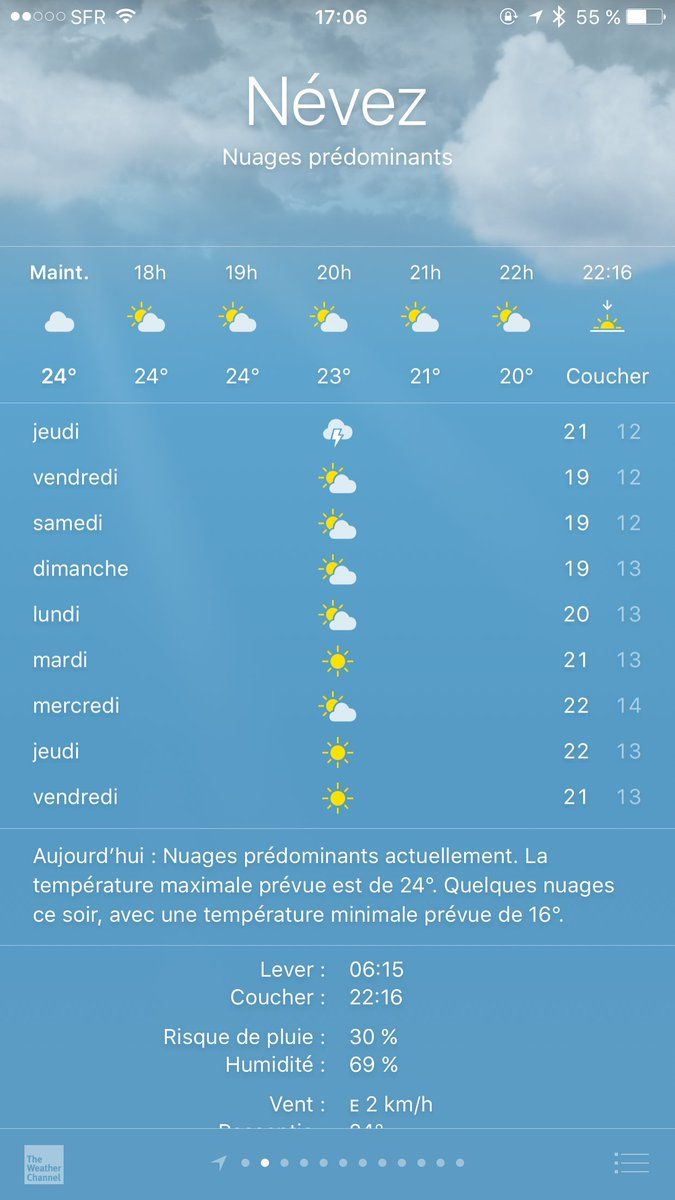 SFR 17:06 55 %
Névez
Nuages prédominants
Maint. 18h 19h 20h 21h 22h 22:16
24° 24° 24° 23° 21° 20° Coucher
jeudi 21 12
vendredi 19 12
samedi 19 12
dimanche 19 13
lundi 20 13
mardi 21 13
mercredi 22 14
jeudi 22 13
vendredi 21 13
Aujourd’hui : Nuages prédominants actuellement. La
température maximale prévue est de 24°. Quelques nuages
ce soir, avec une température minimale prévue de 16°.
Lever : 06:15
Coucher : 22:16
Risque de pluie : 30 %
Humidité : 69 %
Vent : E 2 km/h
The
Weather
Channel